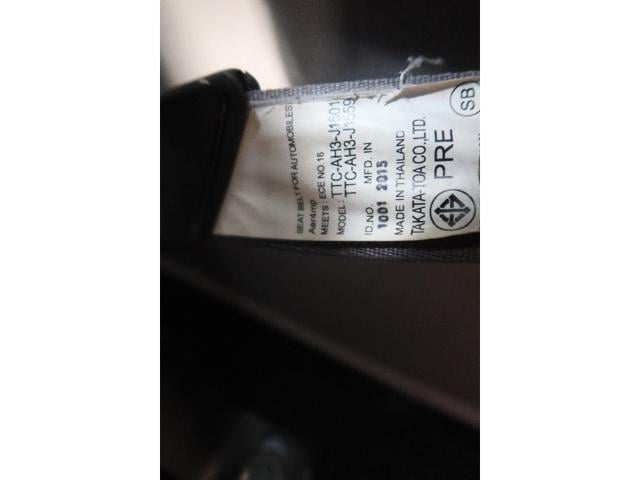 SEAT BELT FOR AUTOMOBILES
Aer4mp
MEETS : ECE NO.16
MODEL : TTC-AH3-J1501
TTC-AH3-J1559
ID.NO. MFD. IN
1001 2015
MADE IN THAILAND
TAKATA-TOA CO.,LTD.
PRE
SB